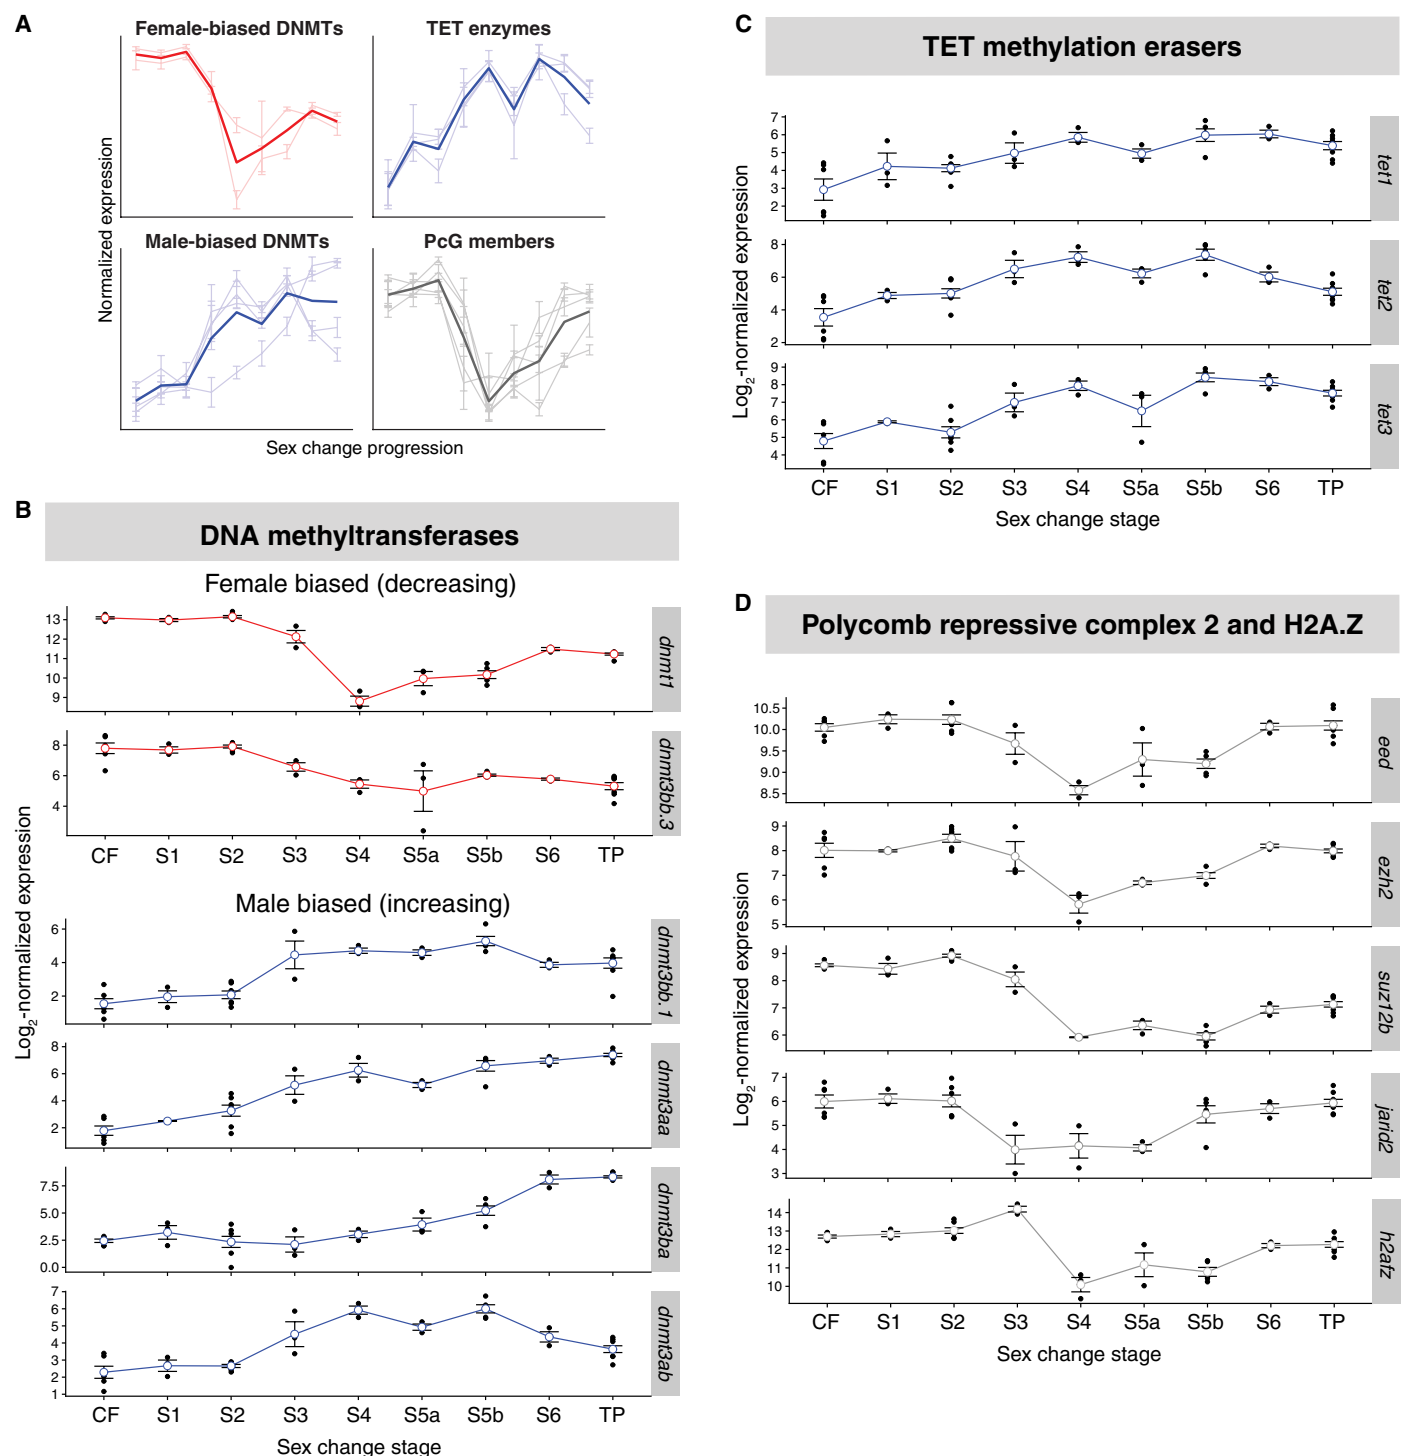 A
Female-biased DNMTs
TET enzymes
Male-biased DNMTs
PcG members
Normalized expression
Sex change progression
B
DNA methyltransferases
Female biased (decreasing)
13
12
11
10
9
dnmt1
8
6
4
dnmt3bb.3
CF S1 S2 S3 S4 S5a S5b S6 TP
Male biased (increasing)
Log2-normalized expression
6
4
2
dnmt3bb.1
8
6
4
2
dnmt3aa
7.5
5.0
2.5
0.0
dnmt3ba
7
6
5
4
3
2
1
dnmt3ab
CF S1 S2 S3 S4 S5a S5b S6 TP
Sex change stage
C
TET methylation erasers
Log2-normalized expression
7
6
5
4
3
2
tet1
8
6
4
2
tet2
9
8
7
6
5
4
tet3
CF S1 S2 S3 S4 S5a S5b S6 TP
Sex change stage
D
Polycomb repressive complex 2 and H2A.Z
Log2-normalized expression
10.5
10.0
9.5
9.0
8.5
eed
9
8
7
6
5
ezh2
9
8
7
6
suz12b
7
6
5
4
3
jarid2
14
13
12
11
10
h2afz
CF S1 S2 S3 S4 S5a S5b S6 TP
Sex change stage